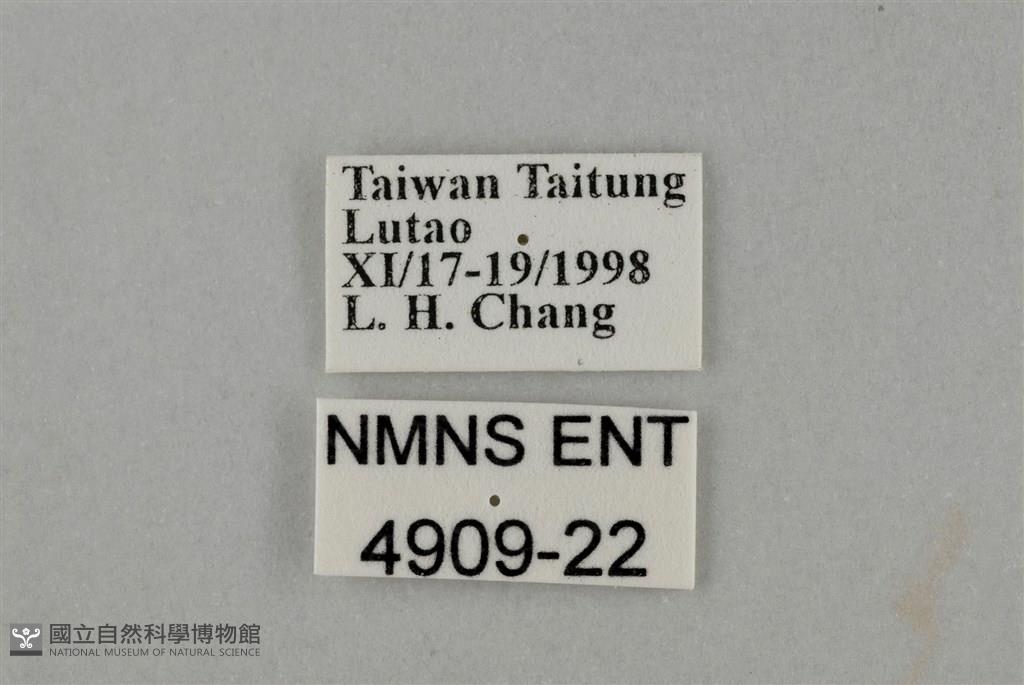 Taiwan Taitung
Lutao
XI/17-19/1998
L. H. Chang
NMNS ENT
4909-22
國立自然科學博物館
NATIONAL MUSEUM OF NATURAL SCIENCE